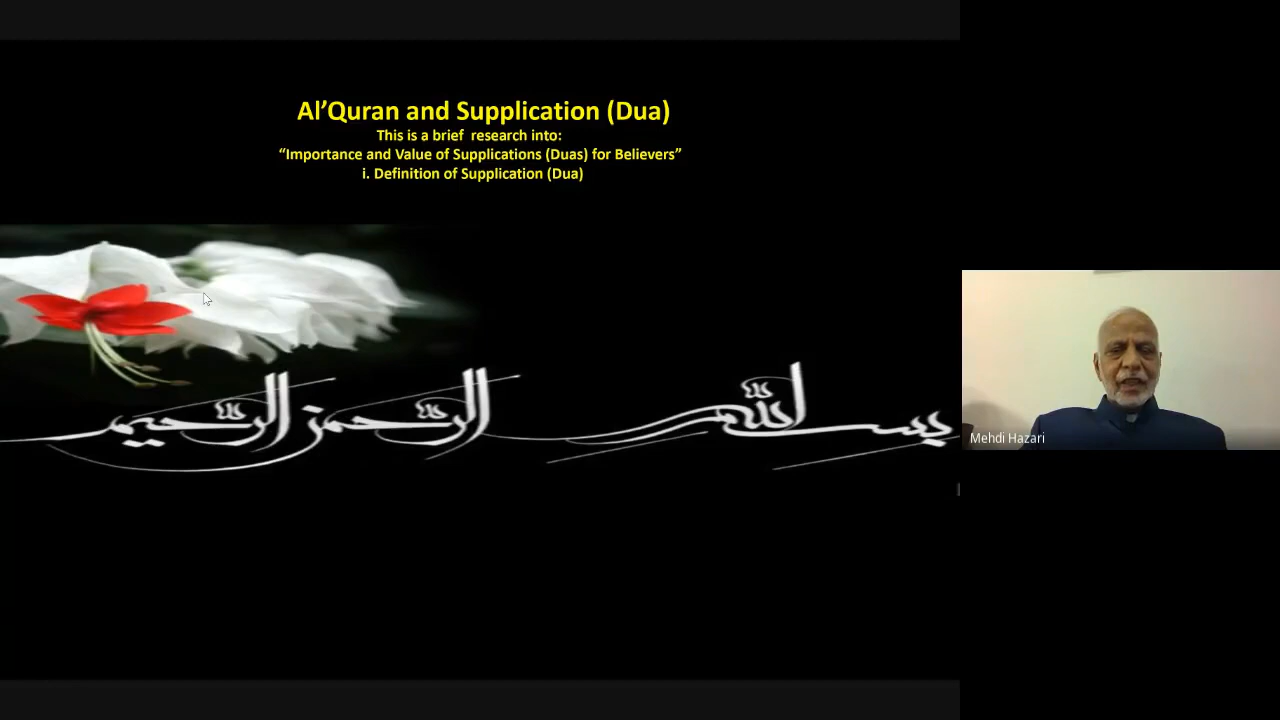 Al’Quran and Supplication (Dua)
This is a brief research into:
“Importance and Value of Supplications (Duas) for Believers”
i. Definition of Supplication (Dua)
بسم الله الرحمن الرحيم
Mehdi Hazari